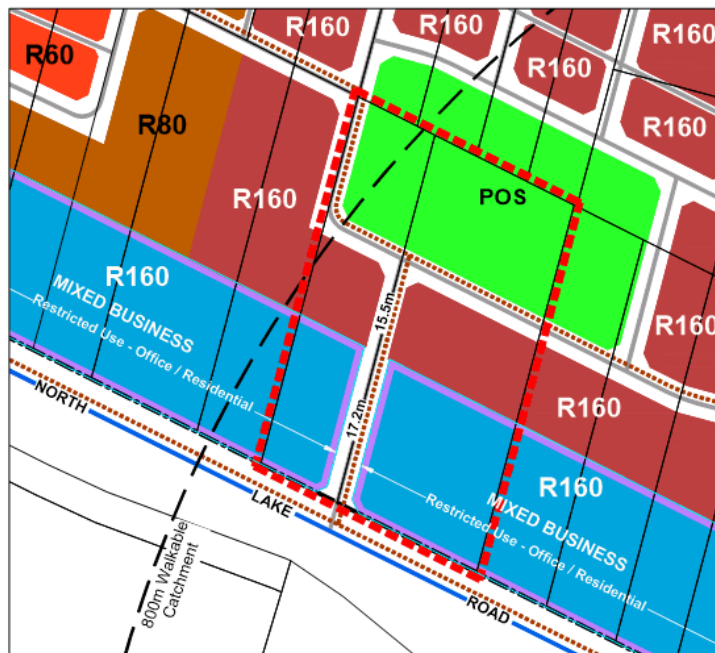 R160
R160
R160
R60
R160
R80
R160
POS
R160
R160
MIXED BUSINESS
Restricted Use - Office / Residential
15.5m
R160
R160
17.2m
R160
MIXED BUSINESS
Restricted Use - Office / Residential
NORTH
LAKE
ROAD
800m Walkable
Catchment